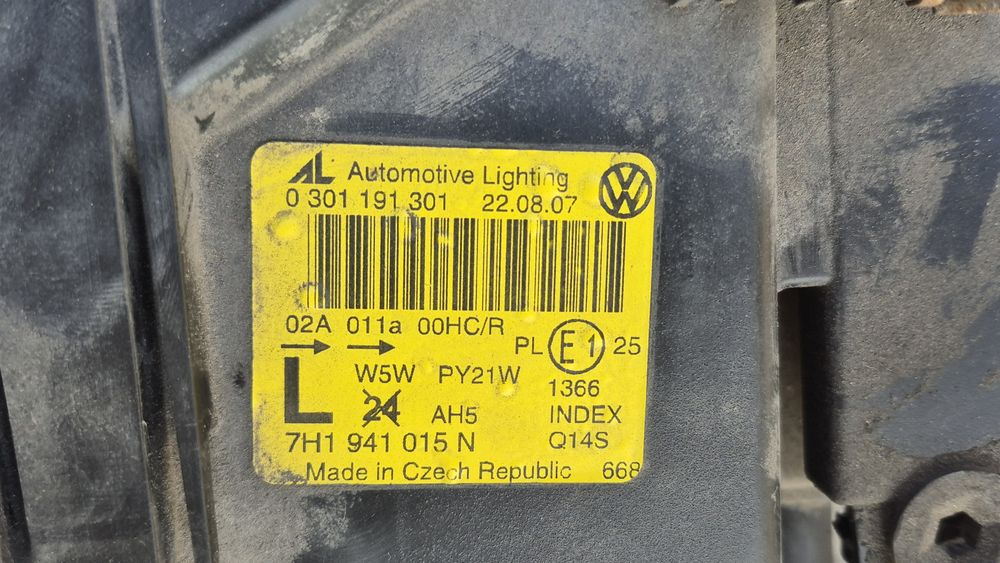 AL Automotive Lighting
0 301 191 301 22.08.07
02A 011a 00HC/R
PL E1 25
L W5W PY21W 1366
24 AH5 INDEX
7H1 941 015 N Q14S
Made in Czech Republic 668